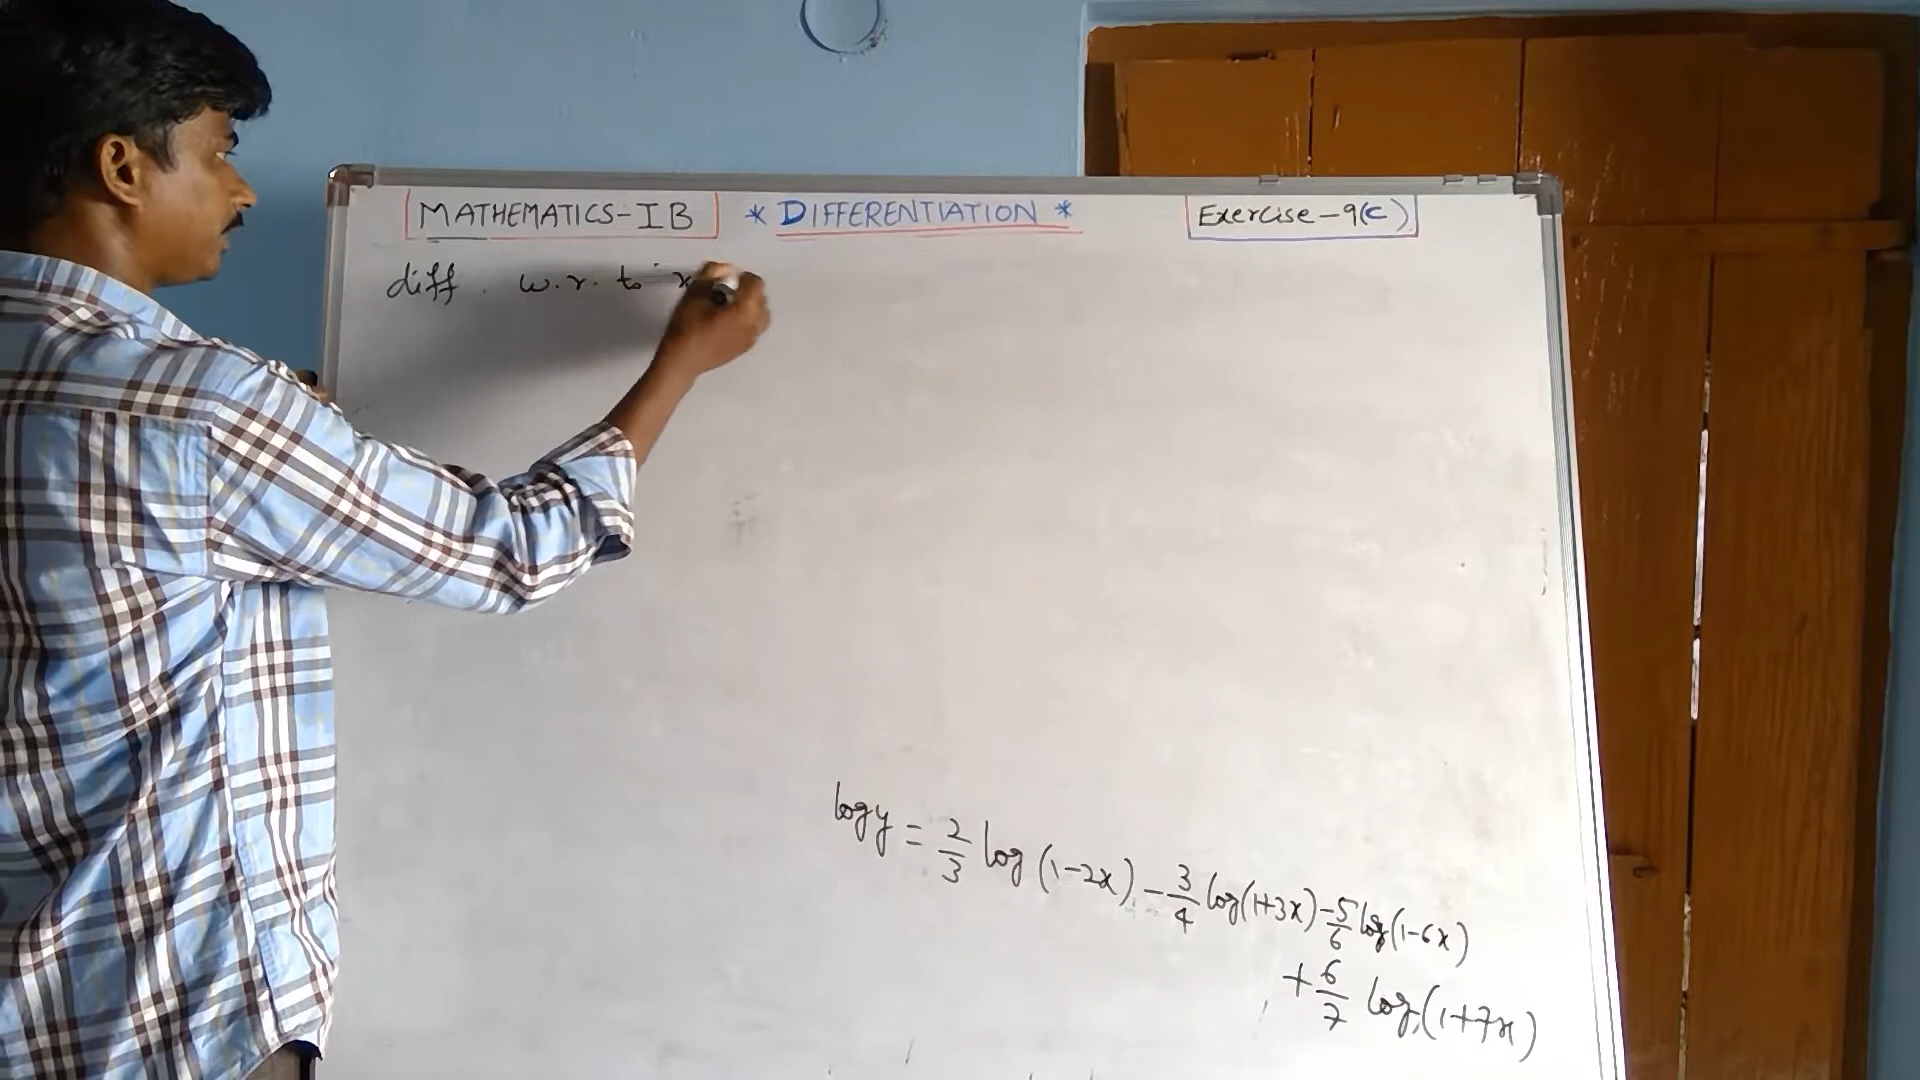 MATHEMATICS-IB * DIFFERENTIATION * Exercise-9(c)
diff. w.r. to x
log y = 2/3 log (1-2x) - 3/4 log(1+3x) - 5/6 log(1-6x)
+ 6/7 log (1+7x)